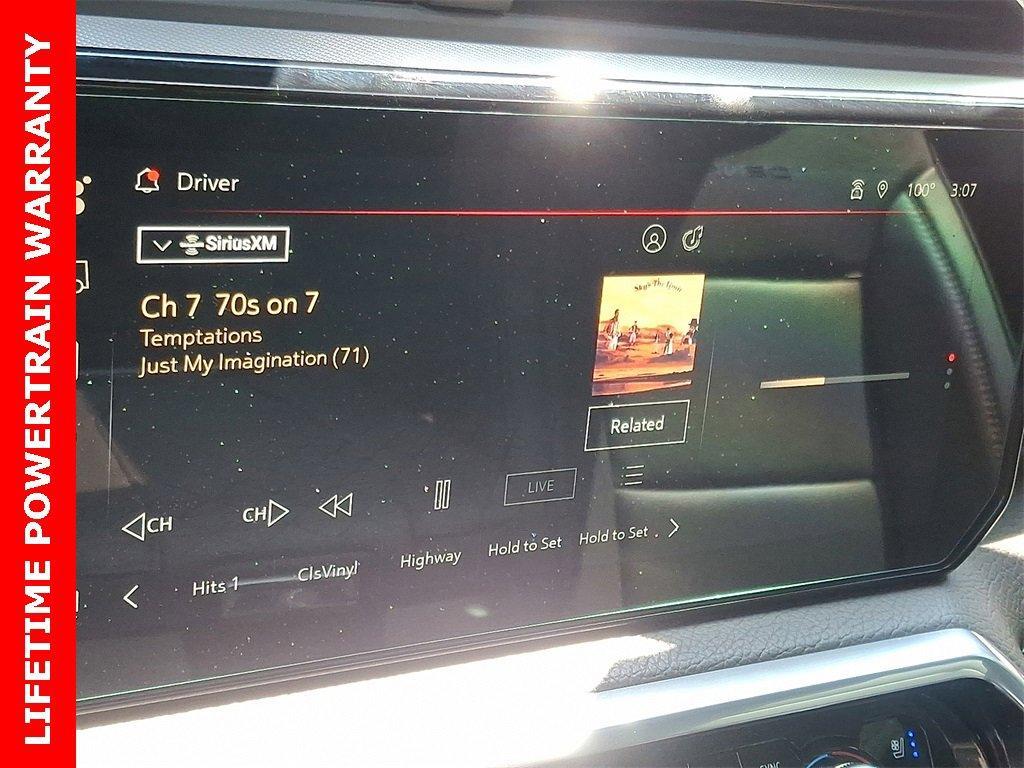 LIFETIME POWERTRAIN WARRANTY
Driver
100° 3:07
SiriusXM
Ch 7 70s on 7
Temptations
Just My Imagination (71)
Related
CH
CH
LIVE
Hits 1
ClsVinyl
Highway
Hold to Set
Hold to Set
SYNC